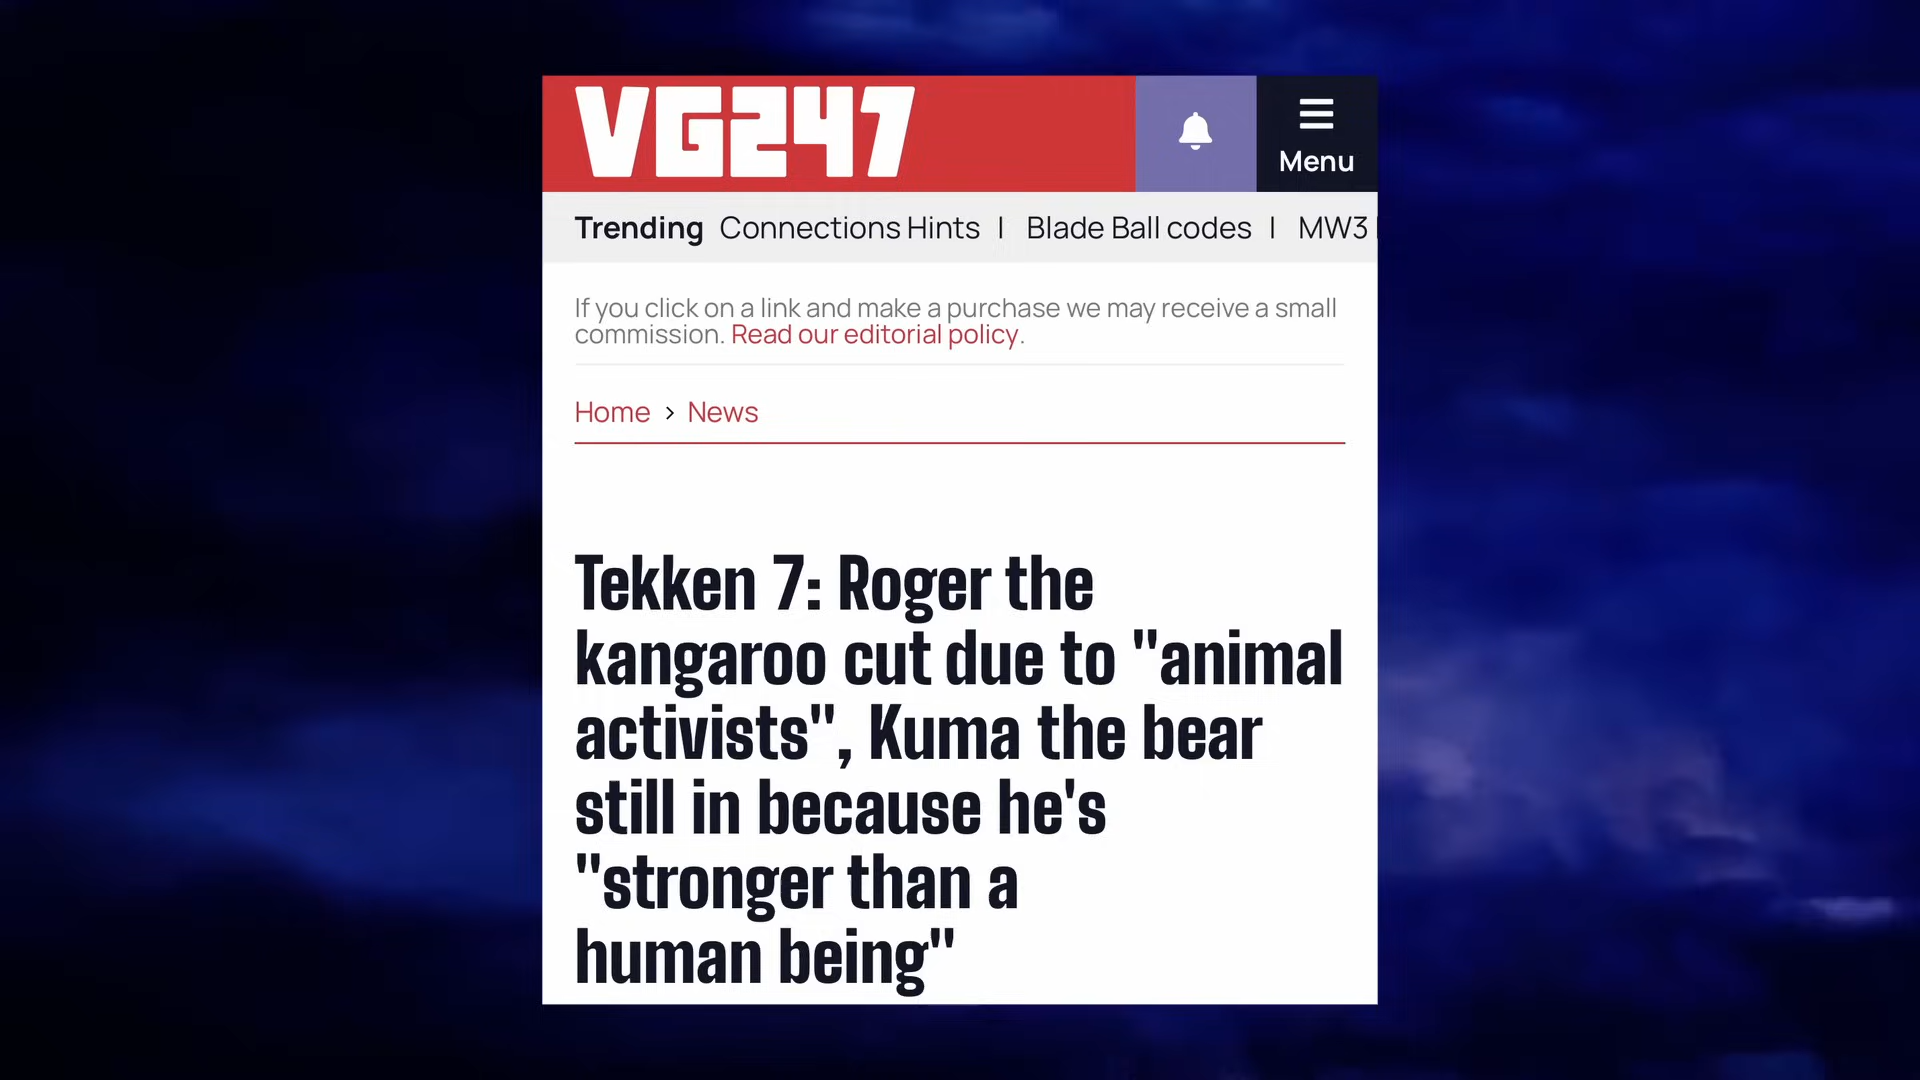 VG247
Menu
Trending Connections Hints | Blade Ball codes | MW3
If you click on a link and make a purchase we may receive a small
commission. Read our editorial policy.
Home > News
Tekken 7: Roger the
kangaroo cut due to "animal
activists", Kuma the bear
still in because he's
"stronger than a
human being"